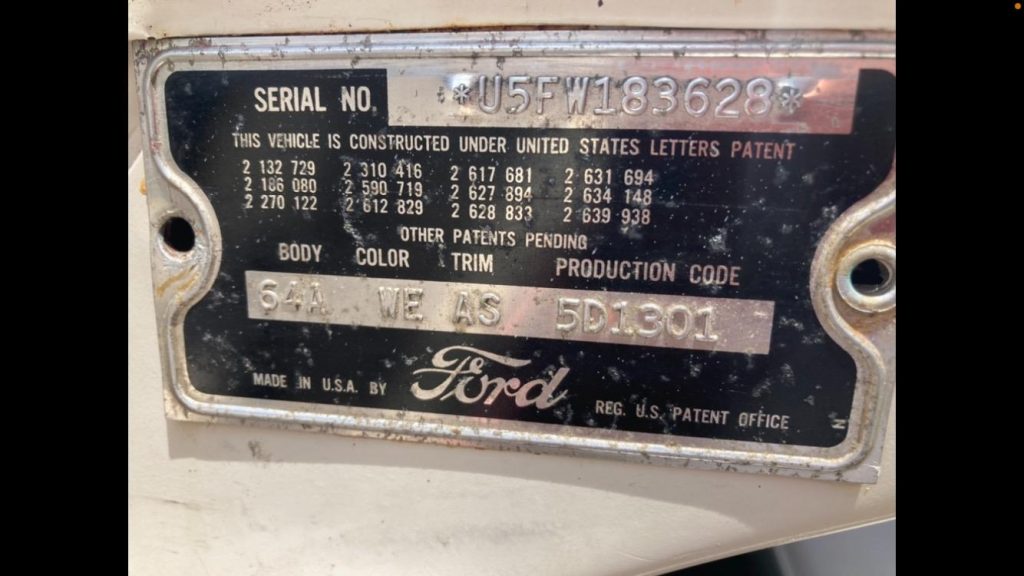 SERIAL NO. *U5FW183628*
THIS VEHICLE IS CONSTRUCTED UNDER UNITED STATES LETTERS PATENT
2 132 729 2 310 416 2 617 681 2 631 694
2 186 080 2 590 719 2 627 894 2 634 148
2 270 122 2 612 829 2 628 833 2 639 938
OTHER PATENTS PENDING
BODY COLOR TRIM PRODUCTION CODE
64A WE AS 5D1301
MADE IN U.S.A. BY Ford REG. U.S. PATENT OFFICE
N